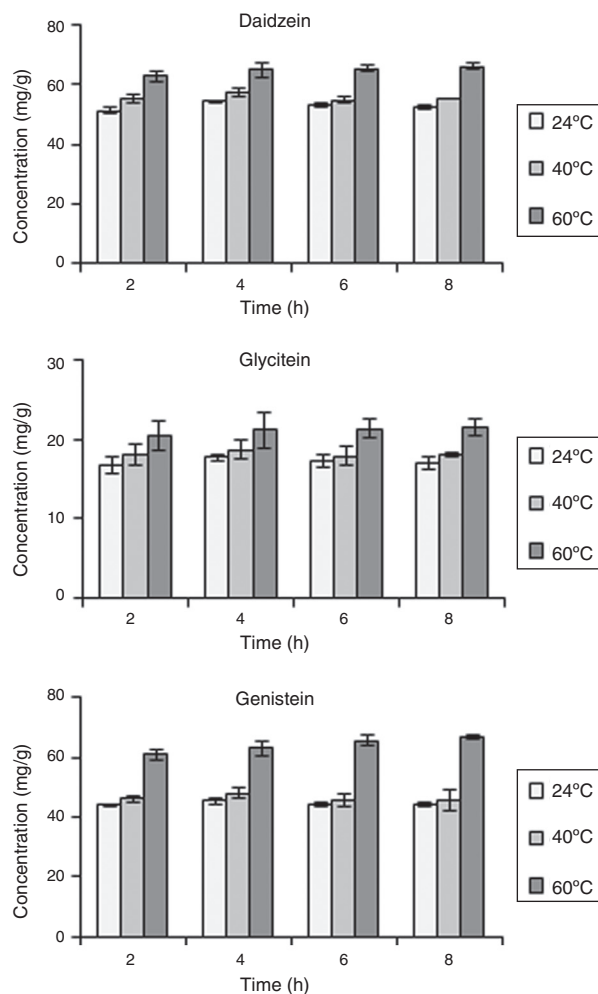 Daidzein
80
60
40
20
0
Concentration (mg/g)
2 4 6 8
Time (h)
24ºC
40ºC
60ºC
Glycitein
30
20
10
0
Concentration (mg/g)
2 4 6 8
Time (h)
24ºC
40ºC
60ºC
Genistein
80
60
40
20
0
Concentration (mg/g)
2 4 6 8
Time (h)
24ºC
40ºC
60ºC